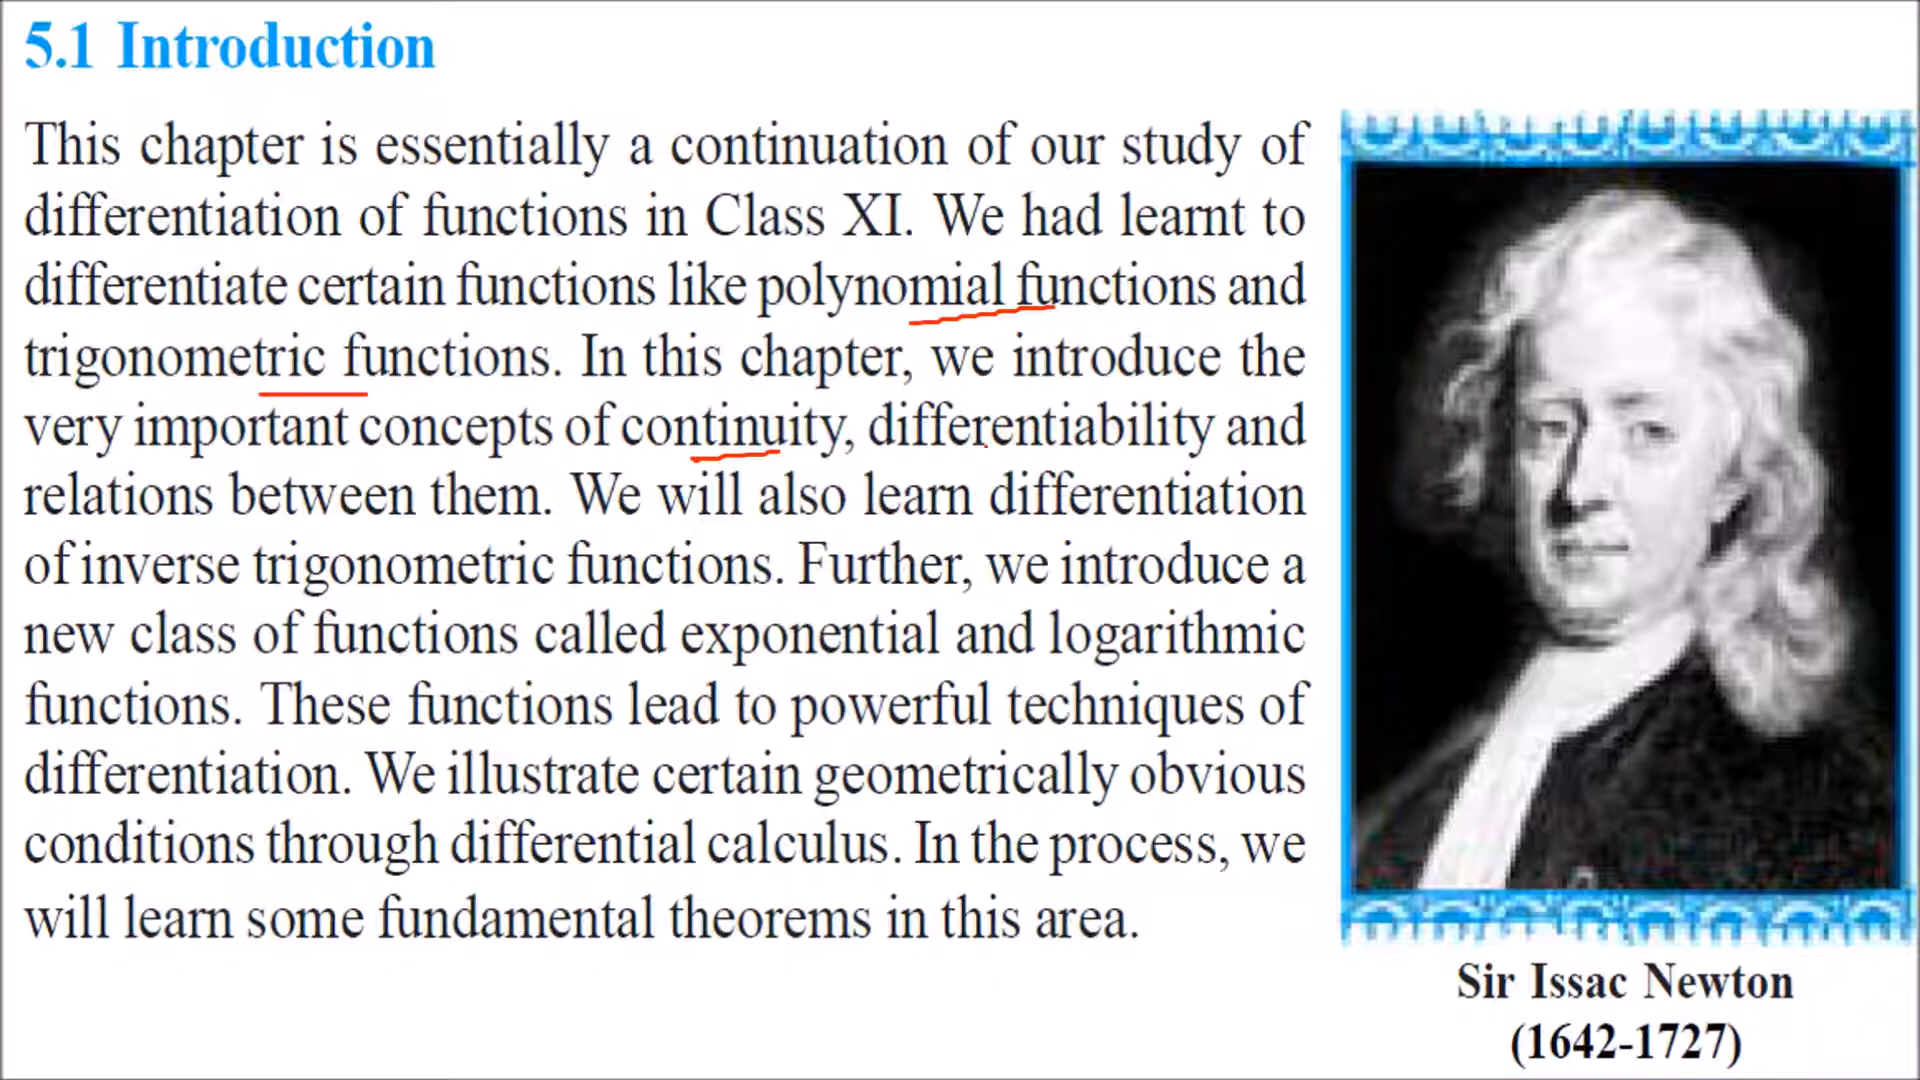 5.1 Introduction
This chapter is essentially a continuation of our study of
differentiation of functions in Class XI. We had learnt to
differentiate certain functions like polynomial functions and
trigonometric functions. In this chapter, we introduce the
very important concepts of continuity, differentiability and
relations between them. We will also learn differentiation
of inverse trigonometric functions. Further, we introduce a
new class of functions called exponential and logarithmic
functions. These functions lead to powerful techniques of
differentiation. We illustrate certain geometrically obvious
conditions through differential calculus. In the process, we
will learn some fundamental theorems in this area.
Sir Issac Newton
(1642-1727)